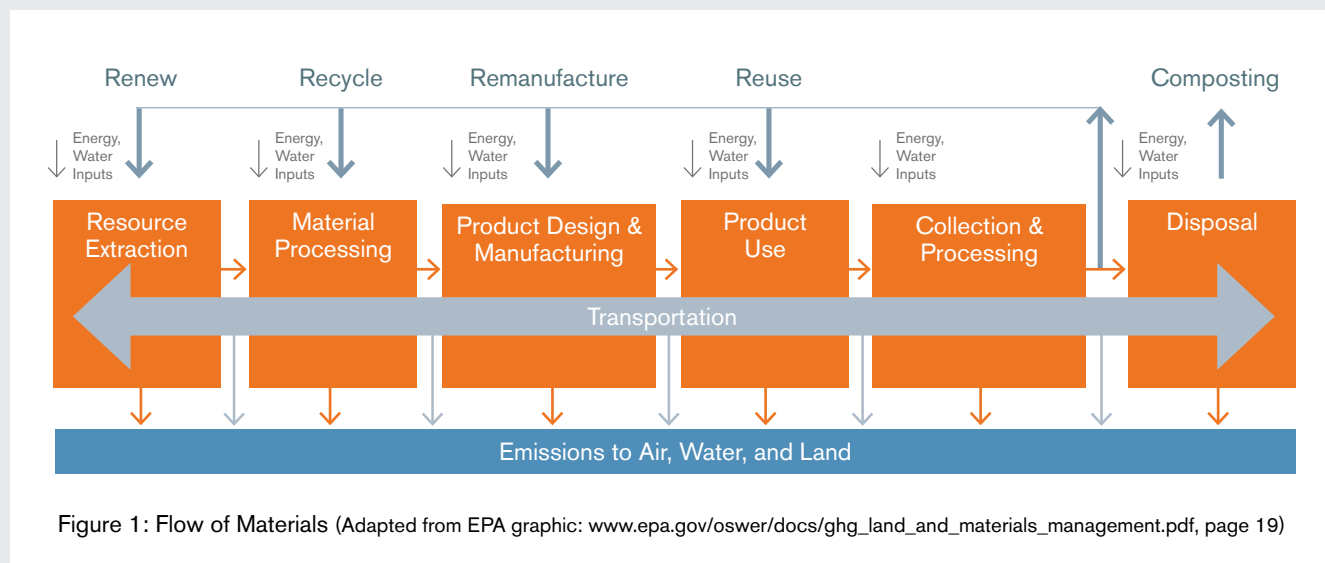 Renew
Recycle
Remanufacture
Reuse
Composting
Energy,
Water
Inputs
Energy,
Water
Inputs
Energy,
Water
Inputs
Energy,
Water
Inputs
Energy,
Water
Inputs
Energy,
Water
Inputs
Resource
Extraction
Material
Processing
Product Design &
Manufacturing
Product
Use
Collection &
Processing
Disposal
Transportation
Emissions to Air, Water, and Land
Figure 1: Flow of Materials (Adapted from EPA graphic: www.epa.gov/oswer/docs/ghg_land_and_materials_management.pdf, page 19)